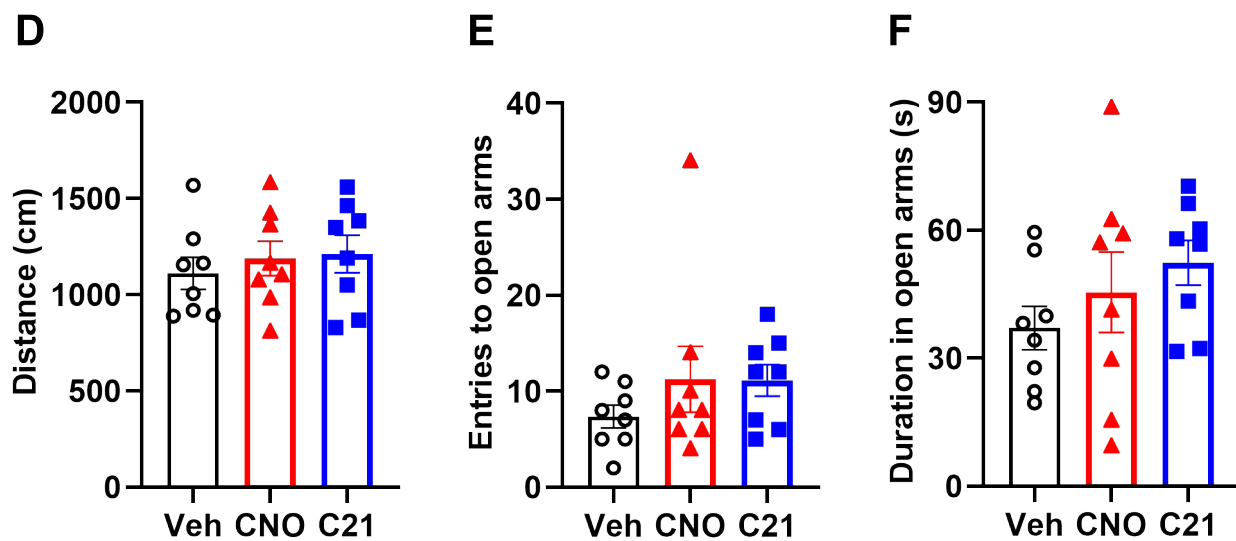 D
E
F
Distance (cm)
2000
1500
1000
500
0
Veh CNO C21
Entries to open arms
40
30
20
10
0
Veh CNO C21
Duration in open arms (s)
90
60
30
0
Veh CNO C21